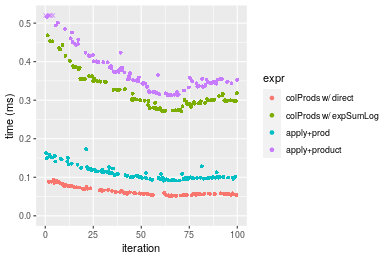 0.5
0.4
0.3
0.2
0.1
0.0
time (ms)
0
25
50
75
100
iteration
expr
colProds w/ direct
colProds w/ expSumLog
apply+prod
apply+product